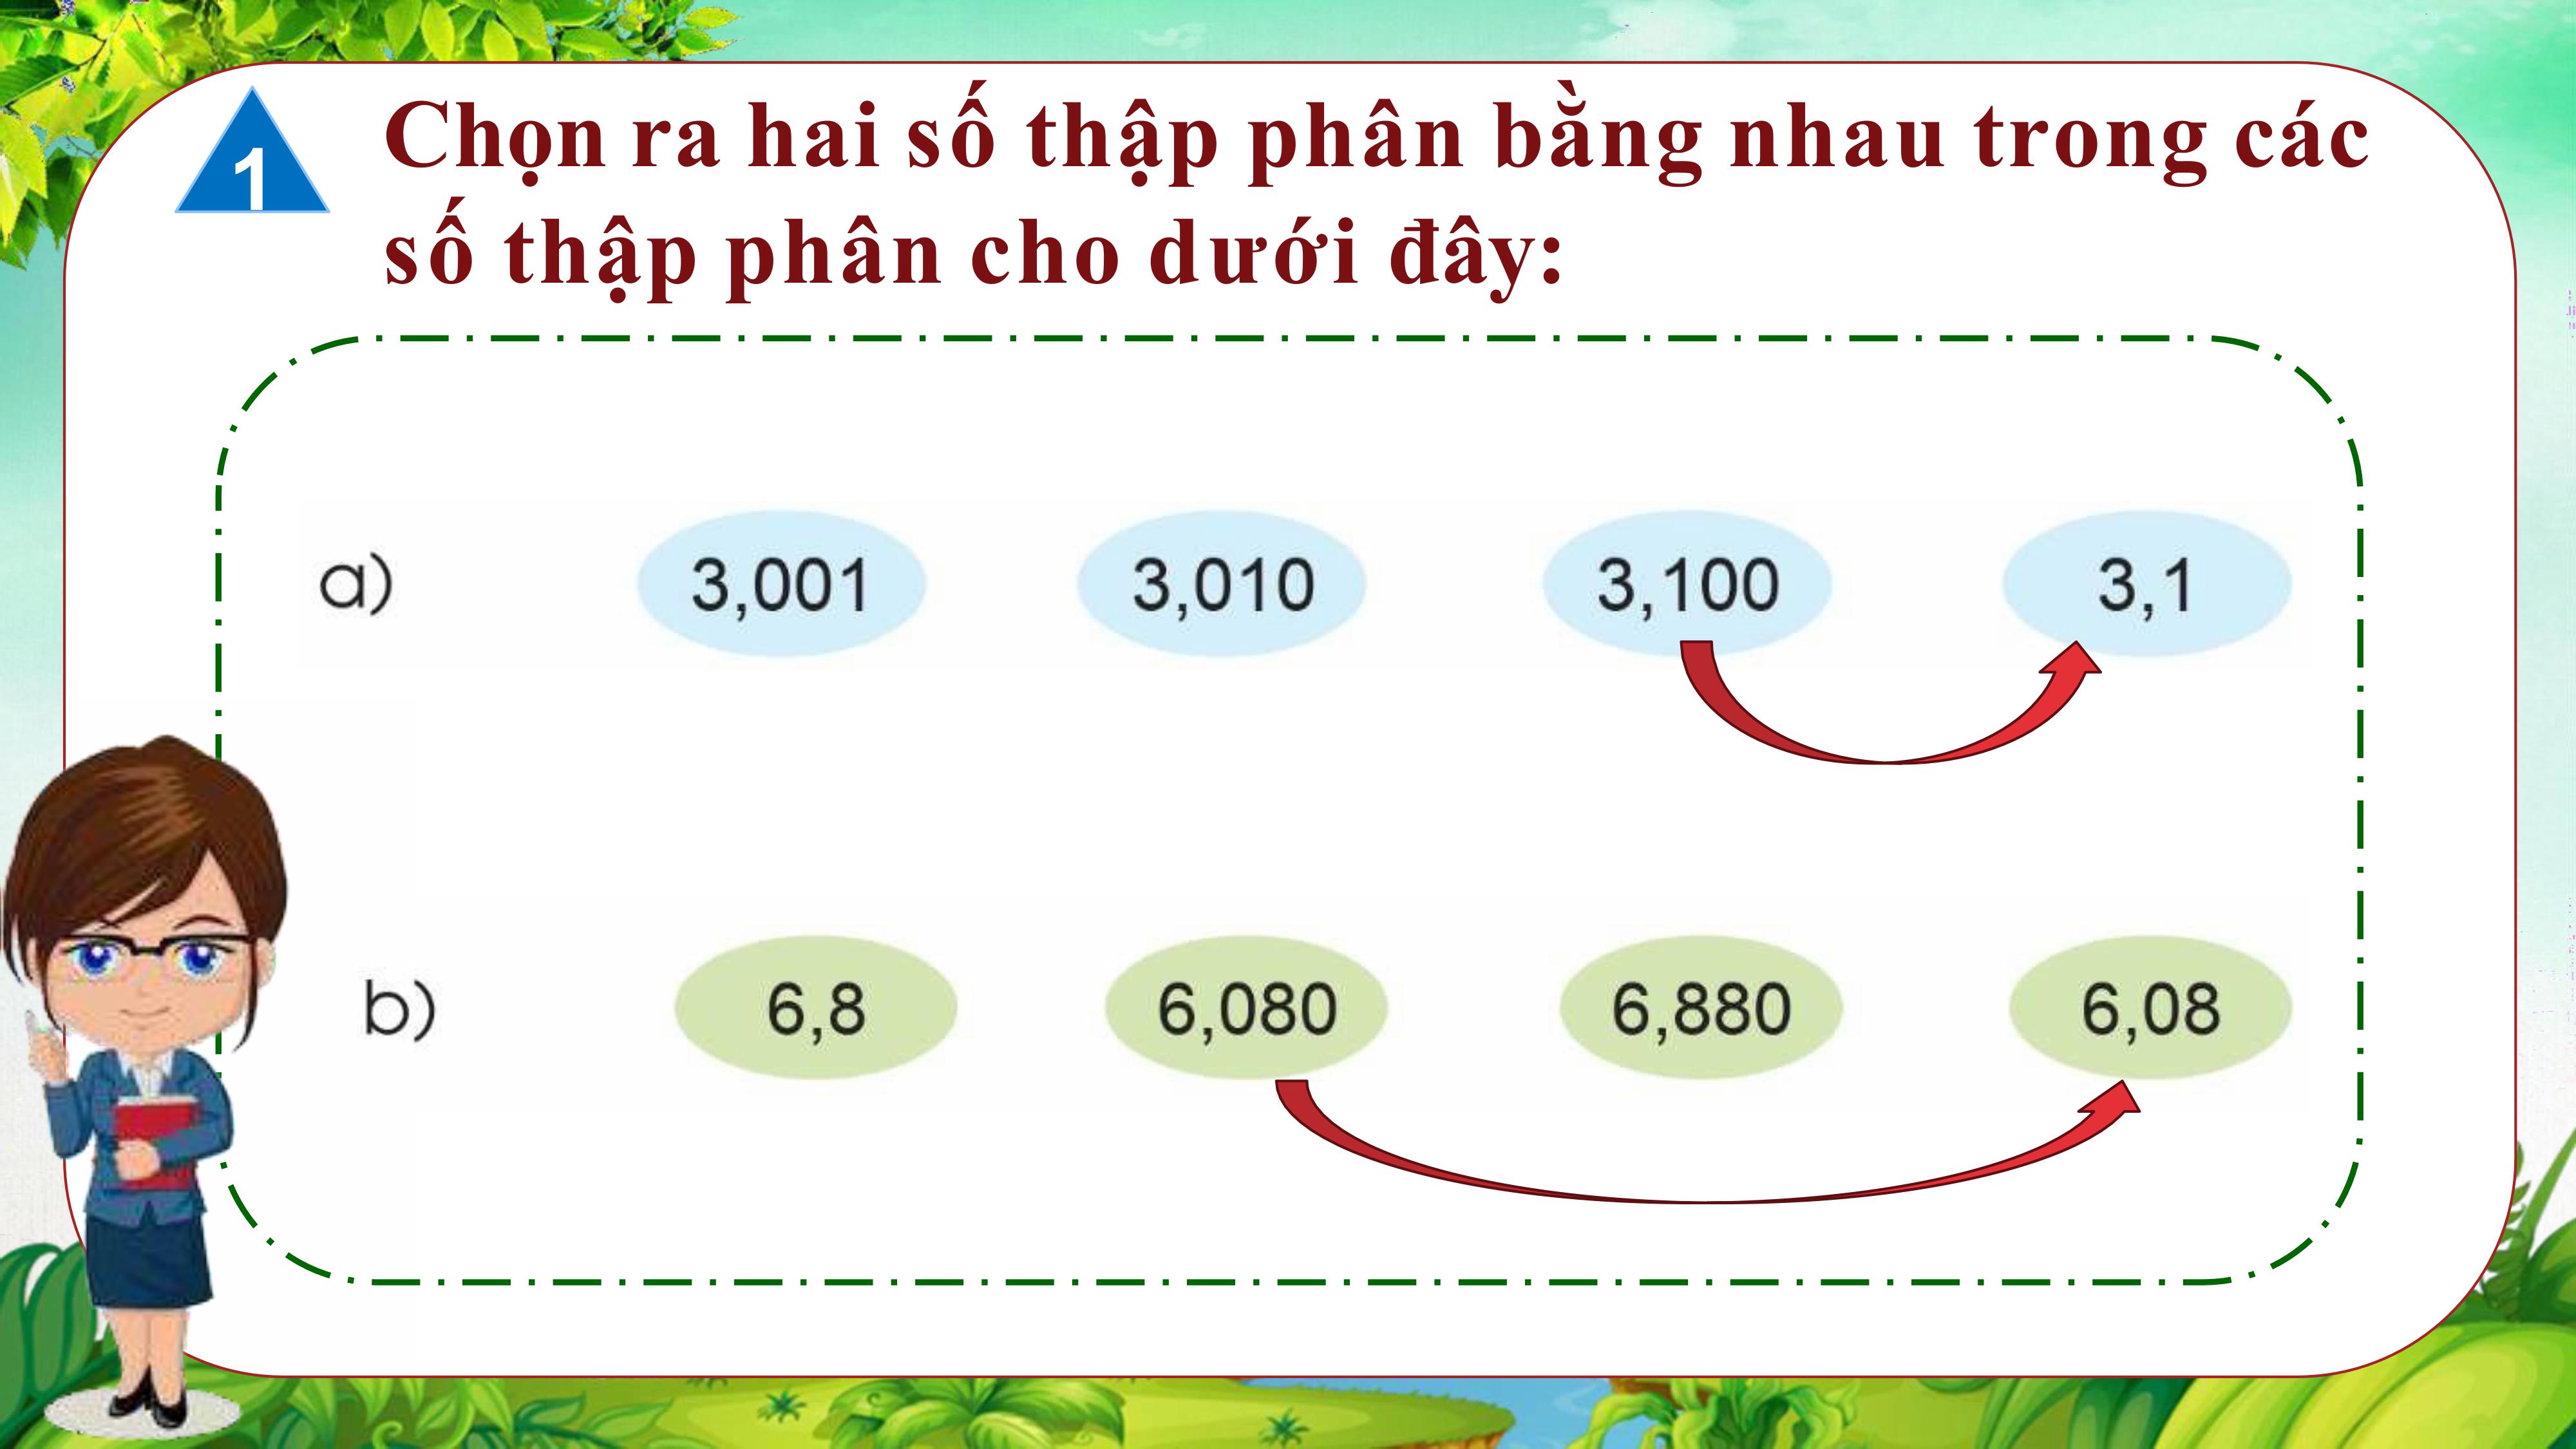 1
Chọn ra hai số thập phân bằng nhau trong các
số thập phân cho dưới đây:
a) 3,001 3,010 3,100 3,1
b) 6,8 6,080 6,880 6,08